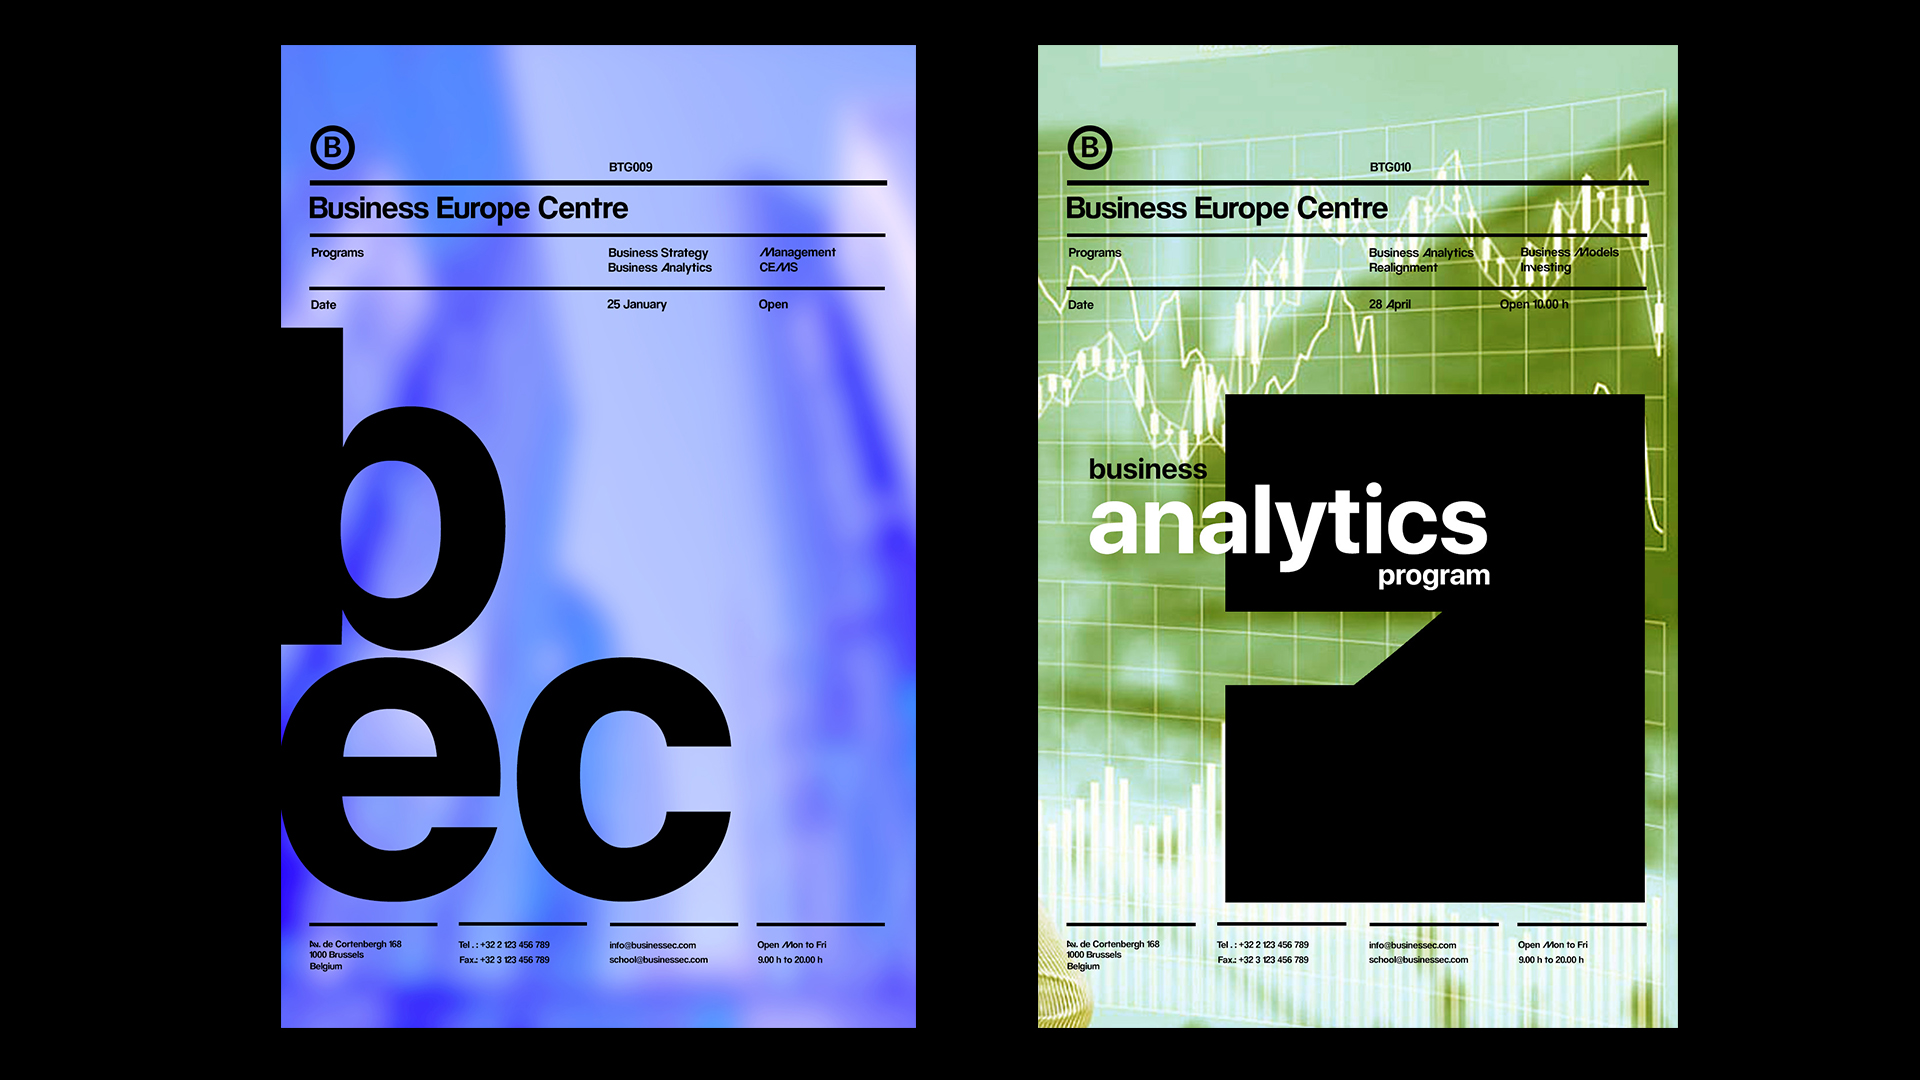 B
BTG009
Business Europe Centre
Programs
Business Strategy
Business Analytics
Management
CEMS
Date
25 January
Open
b
ec
Av. de Cortenbergh 168
1000 Brussels
Belgium
Tel . : +32 2 123 456 789
Fax.: +32 3 123 456 789
info@businessec.com
school@businessec.com
Open Mon to Fri
9.00 h to 20.00 h
B
BTG010
Business Europe Centre
Programs
Business Analytics
Realignment
Business Models
Investing
Date
28 April
Open 10.00 h
business
analytics
program
Av. de Cortenbergh 168
1000 Brussels
Belgium
Tel . : +32 2 123 456 789
Fax.: +32 3 123 456 789
info@businessec.com
school@businessec.com
Open Mon to Fri
9.00 h to 20.00 h